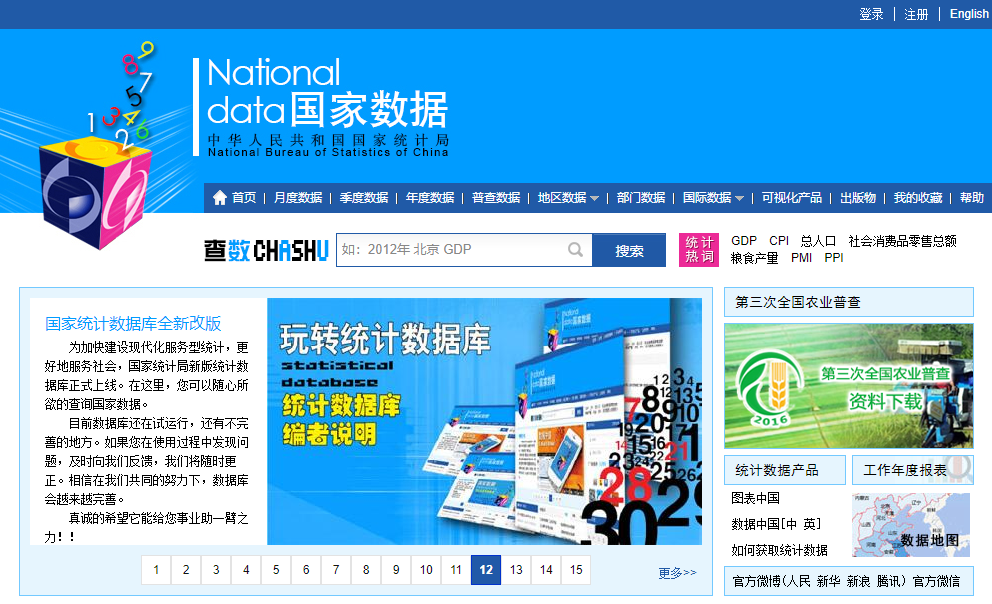 登录 | 注册 | English
National
data国家数据
中华人民共和国国家统计局
National Bureau of Statistics of China
首页 | 月度数据 | 季度数据 | 年度数据 | 普查数据 | 地区数据 | 部门数据 | 国际数据 | 可视化产品 | 出版物 | 我的收藏 | 帮助
查数 CHASHU
如: 2012年 北京 GDP
搜索
统计
热词
GDP CPI 总人口 社会消费品零售总额
粮食产量 PMI PPI
国家统计数据库全新改版
为加快建设现代化服务型统计，更
好地服务社会，国家统计局新版统计数
据库正式上线。在这里，您可以随心所
欲的查询国家数据。
目前数据库还在试运行，还有不完
善的地方。如果您在使用过程中发现问
题，及时向我们反馈，我们将随时更
正。相信在我们共同的努力下，数据库
会越来越完善。
真诚的希望它能给您事业助一臂之
力！！
玩转统计数据库
statistical
database
统计数据库
编者说明
1 2 3 4 5 6 7 8 9 10 11 12 13 14 15
更多>>
第三次全国农业普查
第三次全国农业普查
资料下载
2016
统计数据产品
工作年度报表
图表中国
数据中国[中 英]
如何获取统计数据
数据地图
官方微博(人民 新华 新浪 腾讯) 官方微信